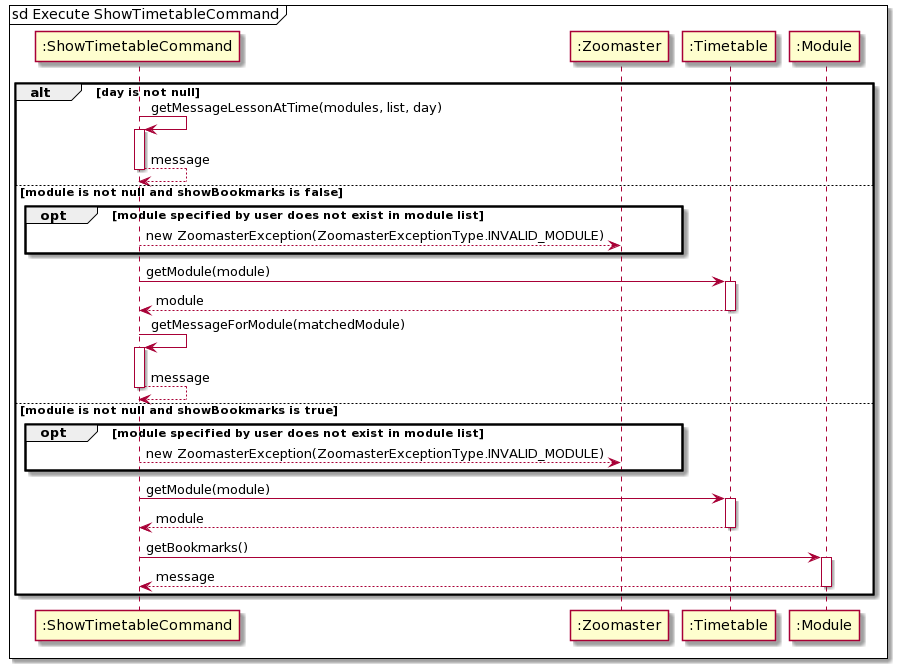 sd Execute ShowTimetableCommand
:ShowTimetableCommand :Zoomaster :Timetable :Module
alt [day is not null]
getMessageLessonAtTime(modules, list, day)
message
[module is not null and showBookmarks is false]
opt [module specified by user does not exist in module list]
new ZoomasterException(ZoomasterExceptionType.INVALID_MODULE)
getModule(module)
module
getMessageForModule(matchedModule)
message
[module is not null and showBookmarks is true]
opt [module specified by user does not exist in module list]
new ZoomasterException(ZoomasterExceptionType.INVALID_MODULE)
getModule(module)
module
getBookmarks()
message
:ShowTimetableCommand :Zoomaster :Timetable :Module